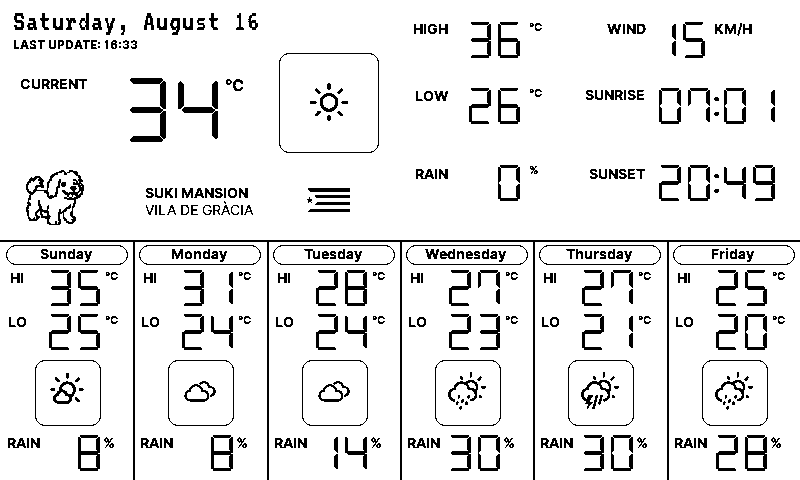 Saturday, August 16
LAST UPDATE: 16:33
CURRENT 34 °C
SUKI MANSION
VILA DE GRÀCIA
HIGH 36 °C
LOW 26 °C
RAIN 0 %
WIND 15 KM/H
SUNRISE 07:01
SUNSET 20:49
Sunday
HI 35 °C
LO 25 °C
RAIN 8 %
Monday
HI 31 °C
LO 24 °C
RAIN 8 %
Tuesday
HI 28 °C
LO 24 °C
RAIN 14 %
Wednesday
HI 27 °C
LO 23 °C
RAIN 30 %
Thursday
HI 27 °C
LO 21 °C
RAIN 30 %
Friday
HI 25 °C
LO 20 °C
RAIN 28 %